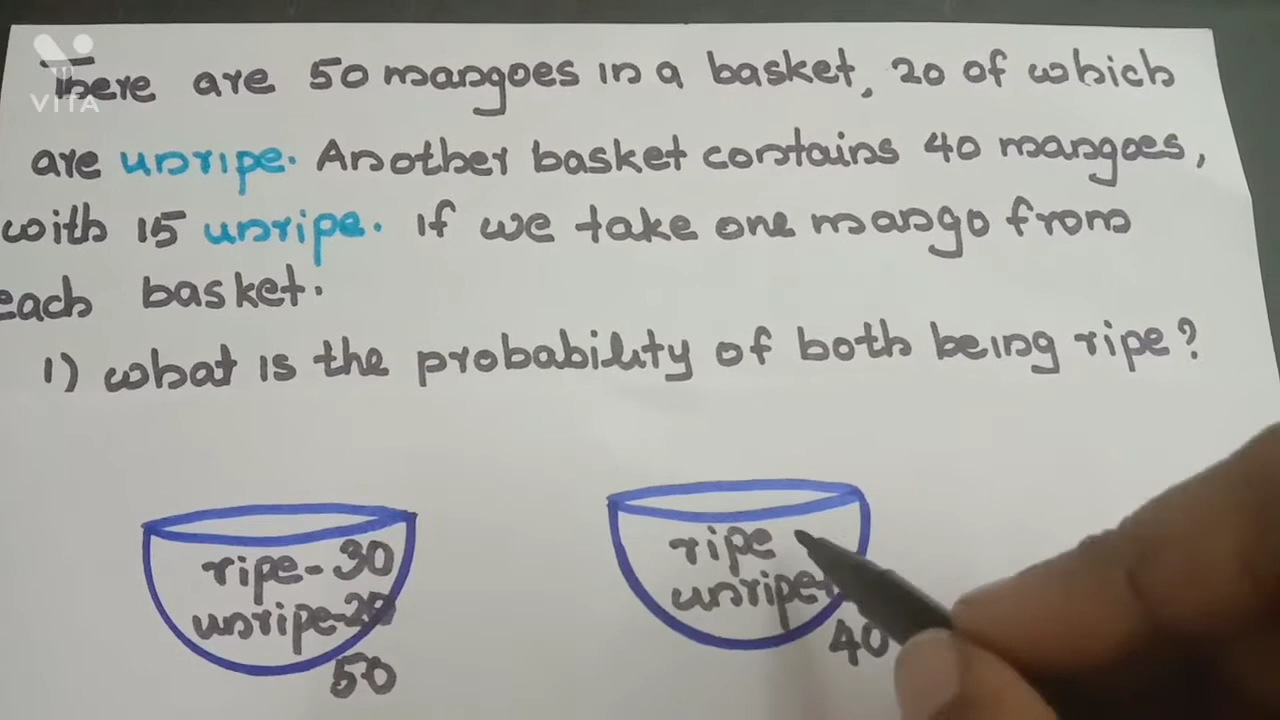 There are 50 mangoes in a basket, 20 of which
are unripe. Another basket contains 40 mangoes,
with 15 unripe. If we take one mango from
each basket.
1) what is the probability of both being ripe?
ripe-30
unripe-20
50
ripe
unripe-
40
VITA